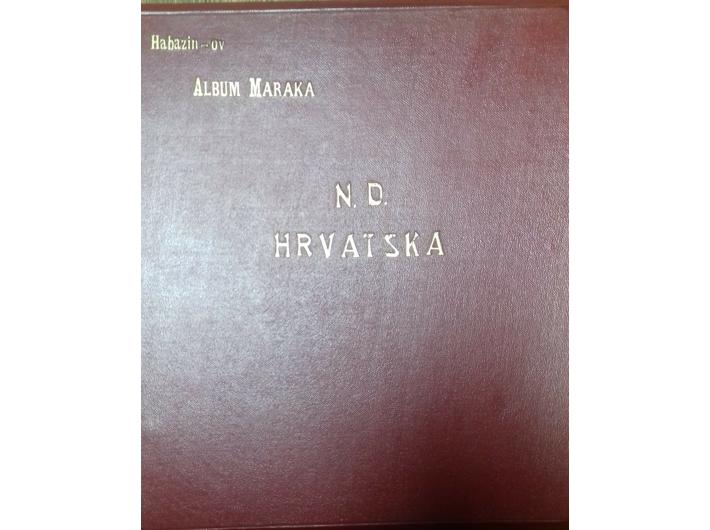 Habazin-ov
ALBUM MARAKA
N. D.
HRVATSKA